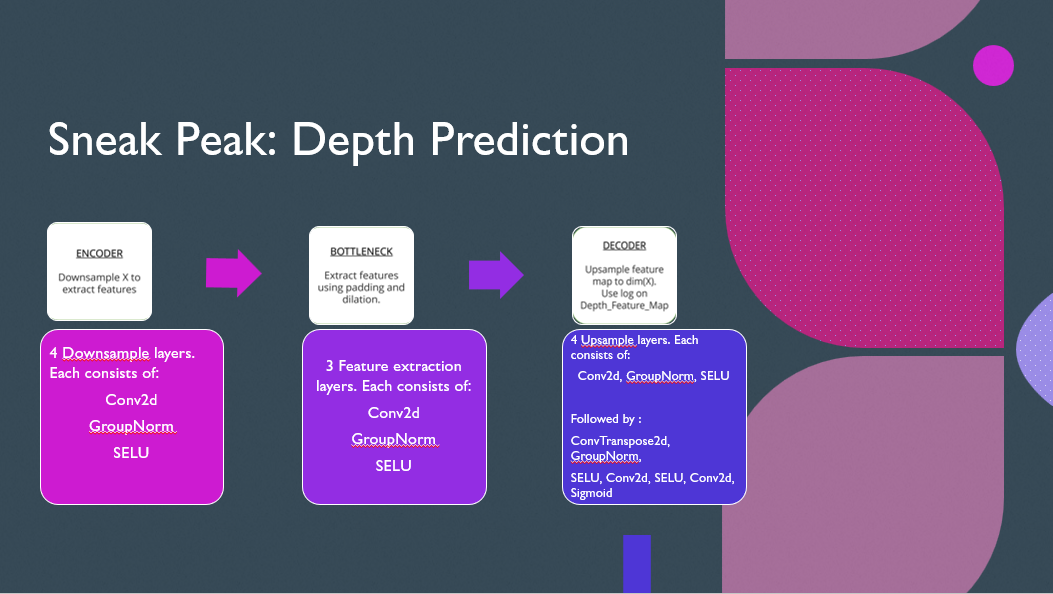 Sneak Peak: Depth Prediction
ENCODER
Downsample X to
extract features
BOTTLENECK
Extract features
using padding and
dilation.
DECODER
Upsample feature
map to dim(X).
Use log on
Depth_Feature_Map
4 Downsample layers.
Each consists of:
Conv2d
GroupNorm
SELU
3 Feature extraction
layers. Each consists of:
Conv2d
GroupNorm
SELU
4 Upsample layers. Each
consists of:
Conv2d, GroupNorm, SELU
Followed by :
ConvTranspose2d,
GroupNorm,
SELU, Conv2d, SELU, Conv2d,
Sigmoid